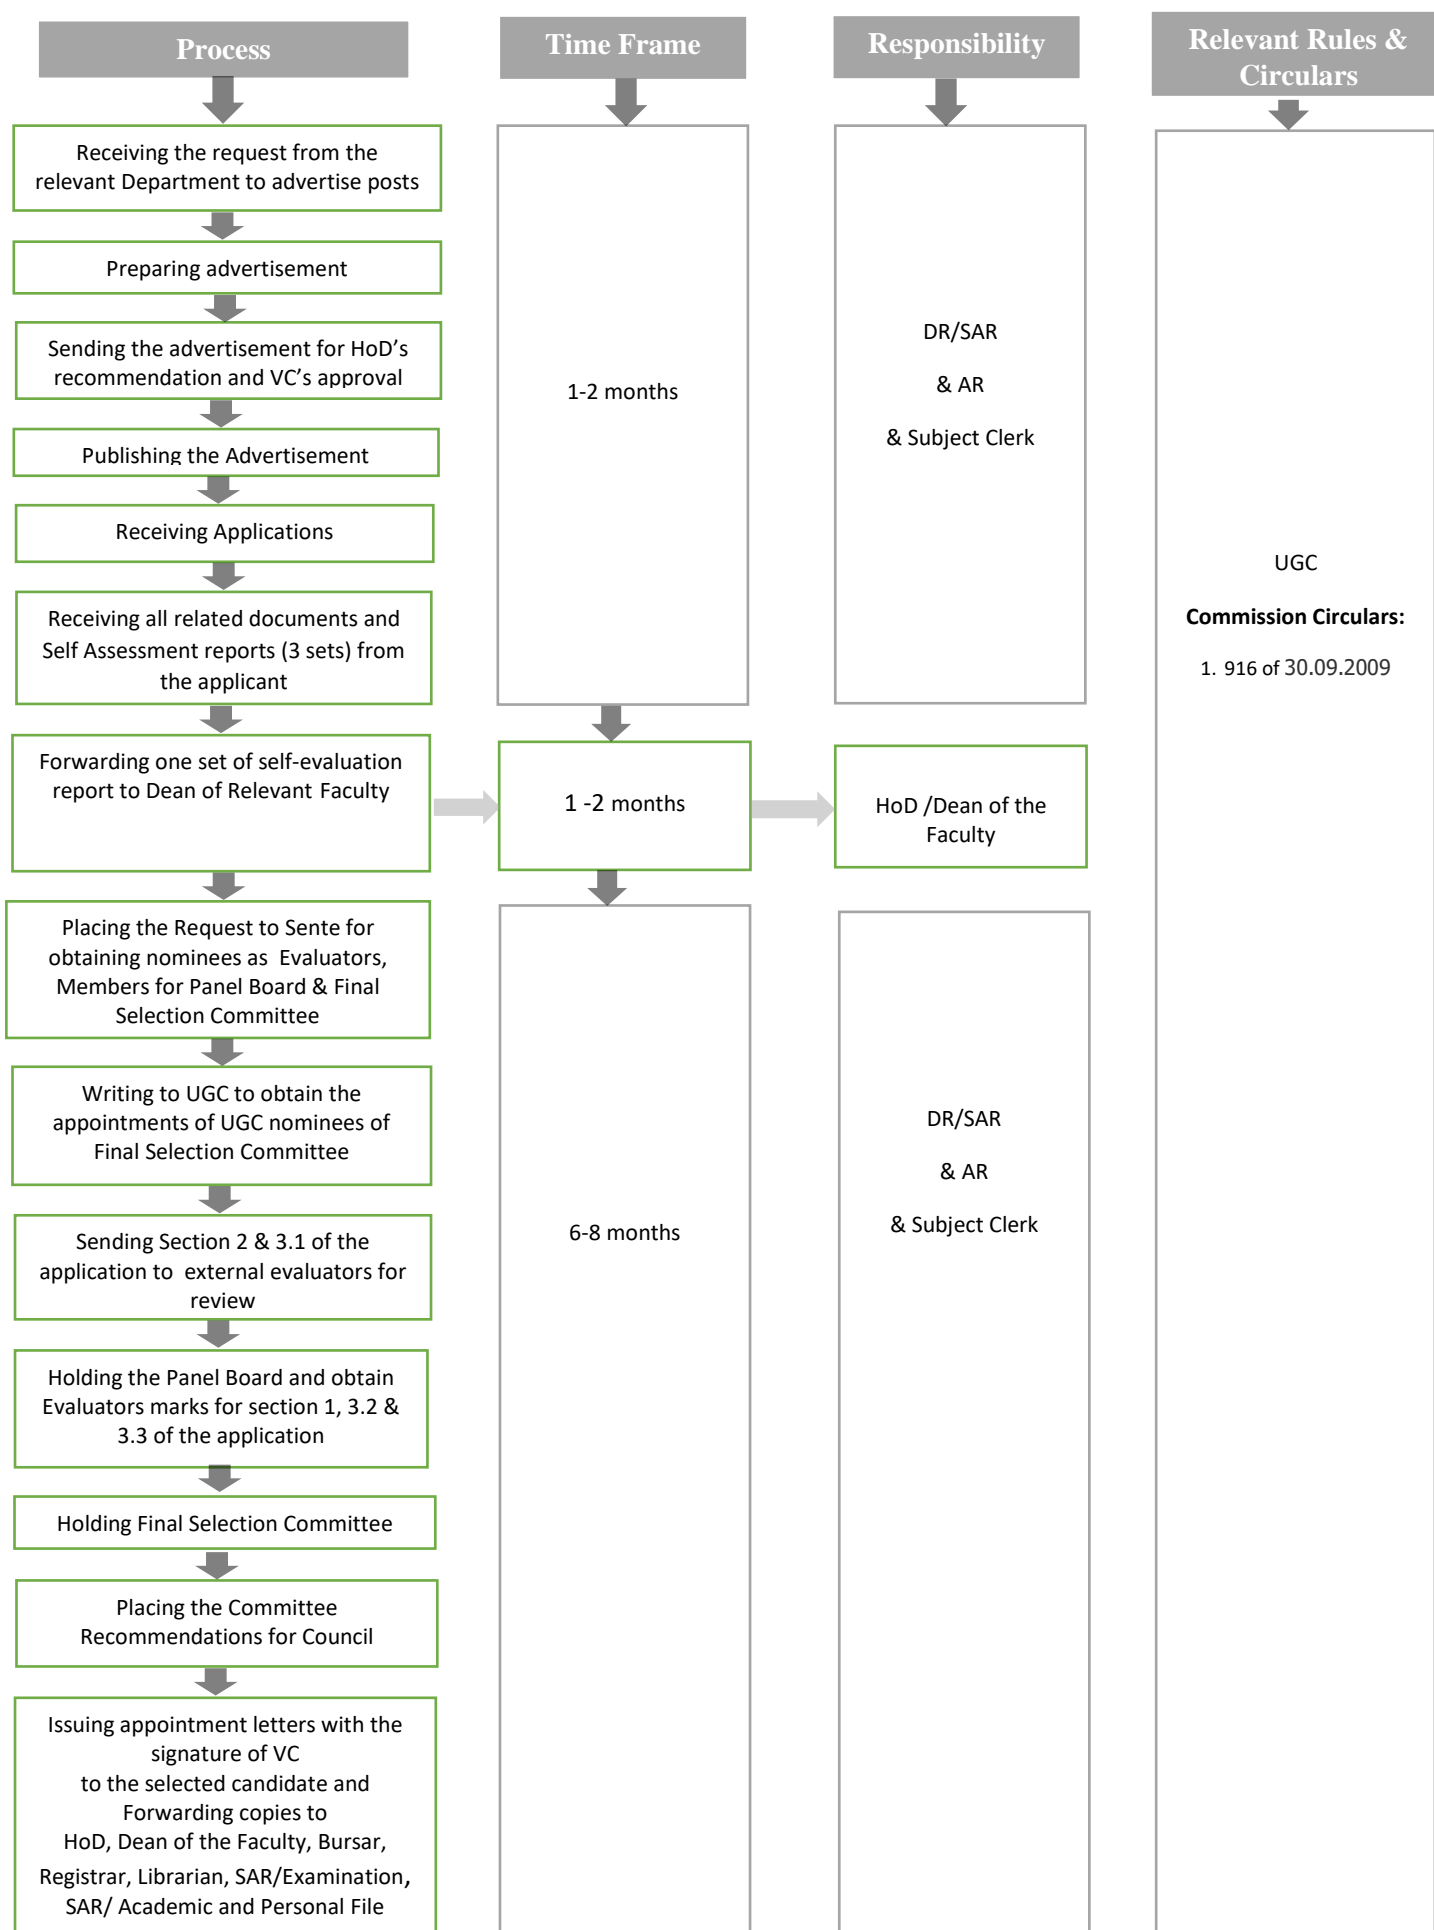 Process
Time Frame
Responsibility
Relevant Rules &
Circulars
Receiving the request from the
relevant Department to advertise posts
Preparing advertisement
Sending the advertisement for HoD’s
recommendation and VC’s approval
Publishing the Advertisement
Receiving Applications
Receiving all related documents and
Self Assessment reports (3 sets) from
the applicant
1-2 months
DR/SAR
& AR
& Subject Clerk
UGC
Commission Circulars:
1. 916 of 30.09.2009
Forwarding one set of self-evaluation
report to Dean of Relevant Faculty
1 -2 months
HoD /Dean of the
Faculty
Placing the Request to Sente for
obtaining nominees as Evaluators,
Members for Panel Board & Final
Selection Committee
Writing to UGC to obtain the
appointments of UGC nominees of
Final Selection Committee
Sending Section 2 & 3.1 of the
application to external evaluators for
review
Holding the Panel Board and obtain
Evaluators marks for section 1, 3.2 &
3.3 of the application
Holding Final Selection Committee
Placing the Committee
Recommendations for Council
Issuing appointment letters with the
signature of VC
to the selected candidate and
Forwarding copies to
HoD, Dean of the Faculty, Bursar,
Registrar, Librarian, SAR/Examination,
SAR/ Academic and Personal File
6-8 months
DR/SAR
& AR
& Subject Clerk